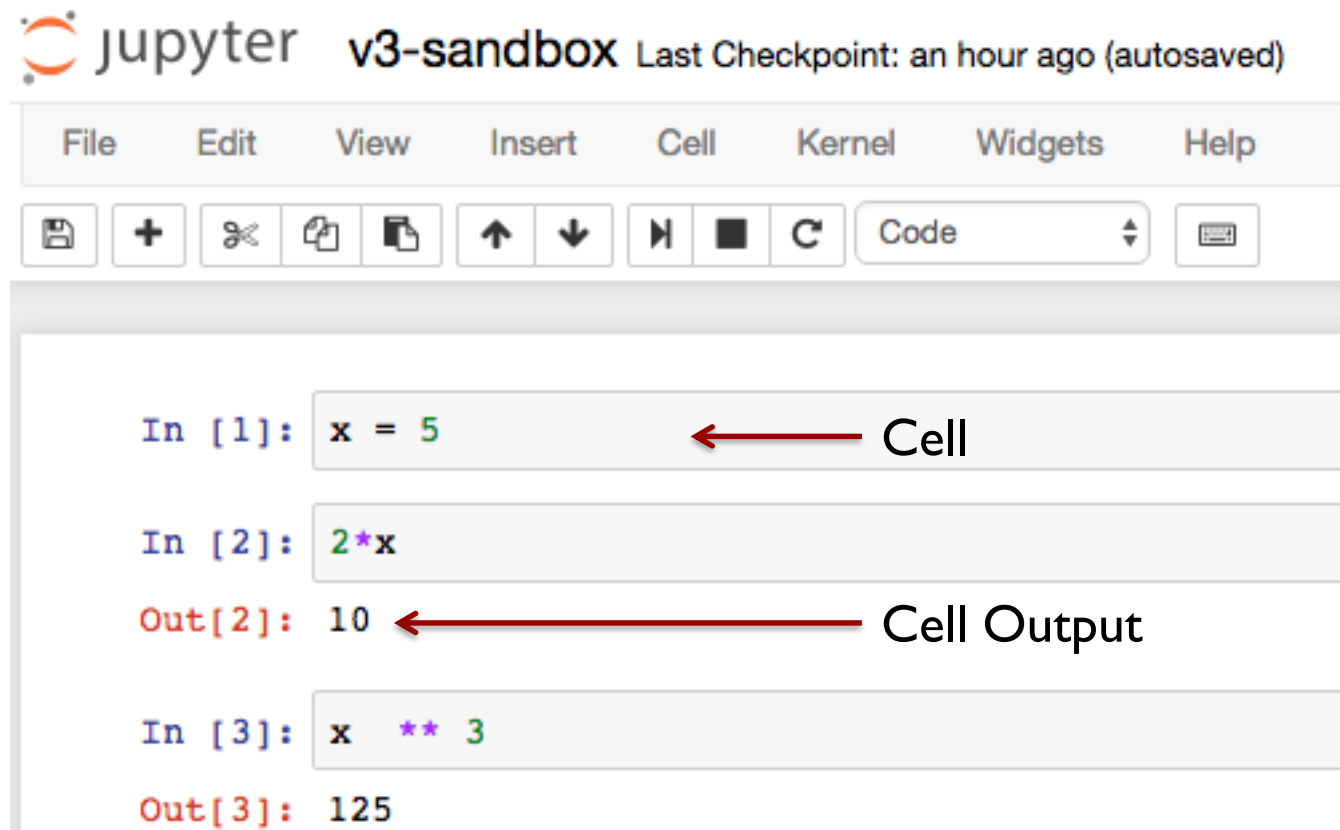 jupyter v3-sandbox Last Checkpoint: an hour ago (autosaved)
File Edit View Insert Cell Kernel Widgets Help
Code
In [1]: x = 5 Cell
In [2]: 2*x
Out[2]: 10 Cell Output
In [3]: x  ** 3
Out[3]: 125